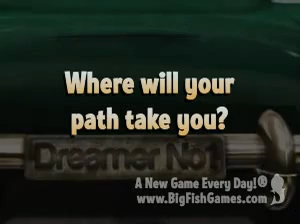 Where will your
path take you?
Dreamer No1
A New Game Every Day!®
www.BigFishGames.com